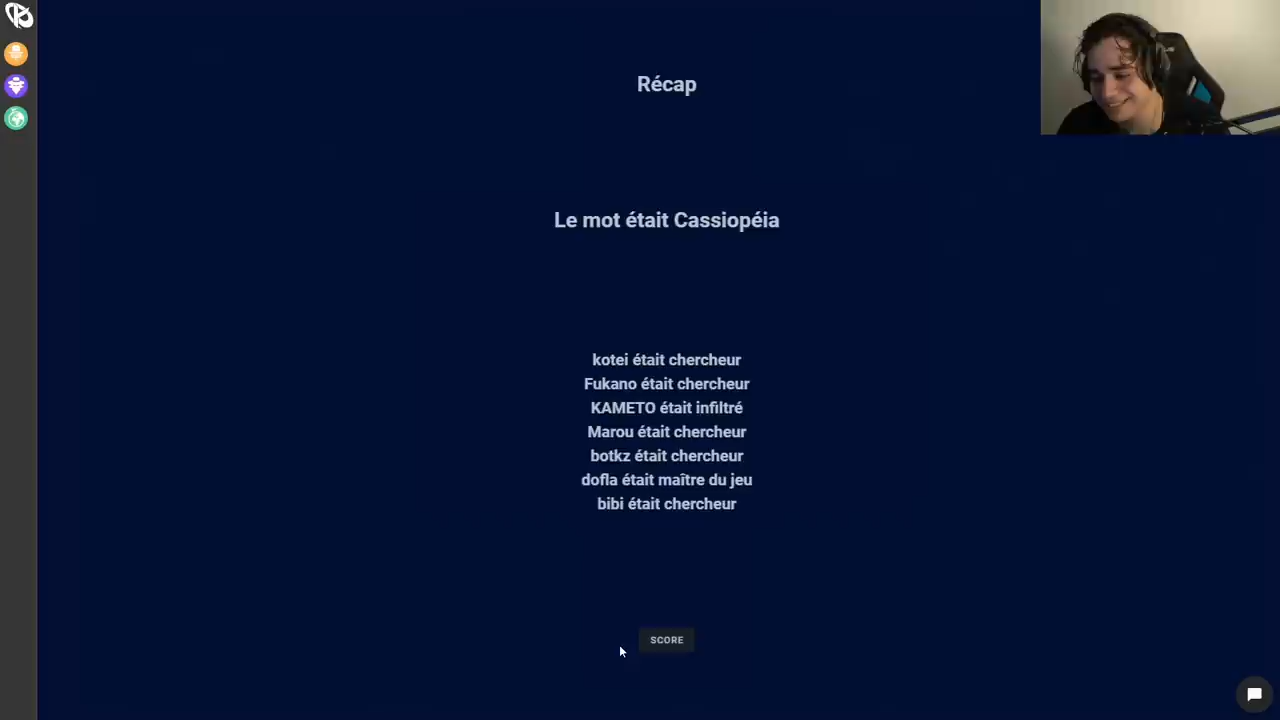 Récap
Le mot était Cassiopéia
kotei était chercheur
Fukano était chercheur
KAMETO était infiltré
Marou était chercheur
botkz était chercheur
dofla était maître du jeu
bibi était chercheur
SCORE